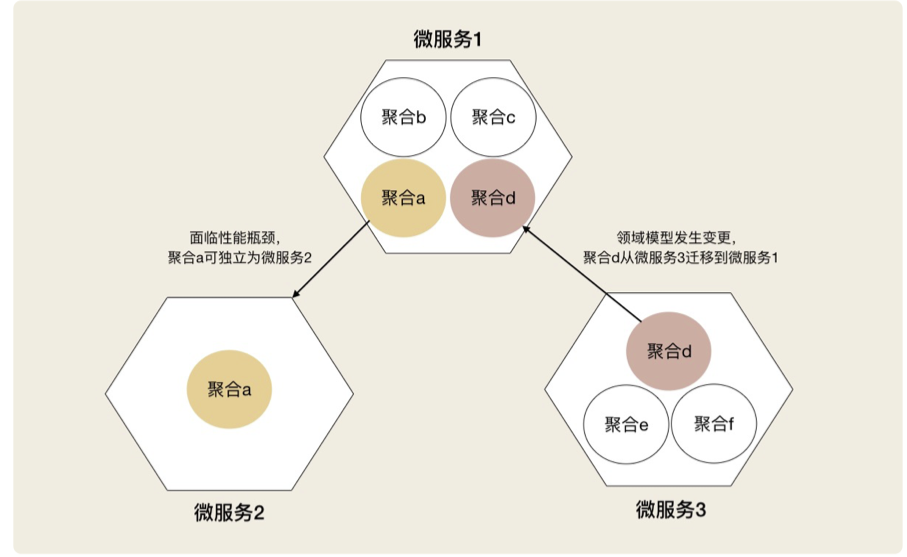 微服务1
聚合b
聚合c
聚合a
聚合d
面临性能瓶颈，
聚合a可独立为微服务2
领域模型发生变更，
聚合d从微服务3迁移到微服务1
聚合a
微服务2
聚合d
聚合e
聚合f
微服务3